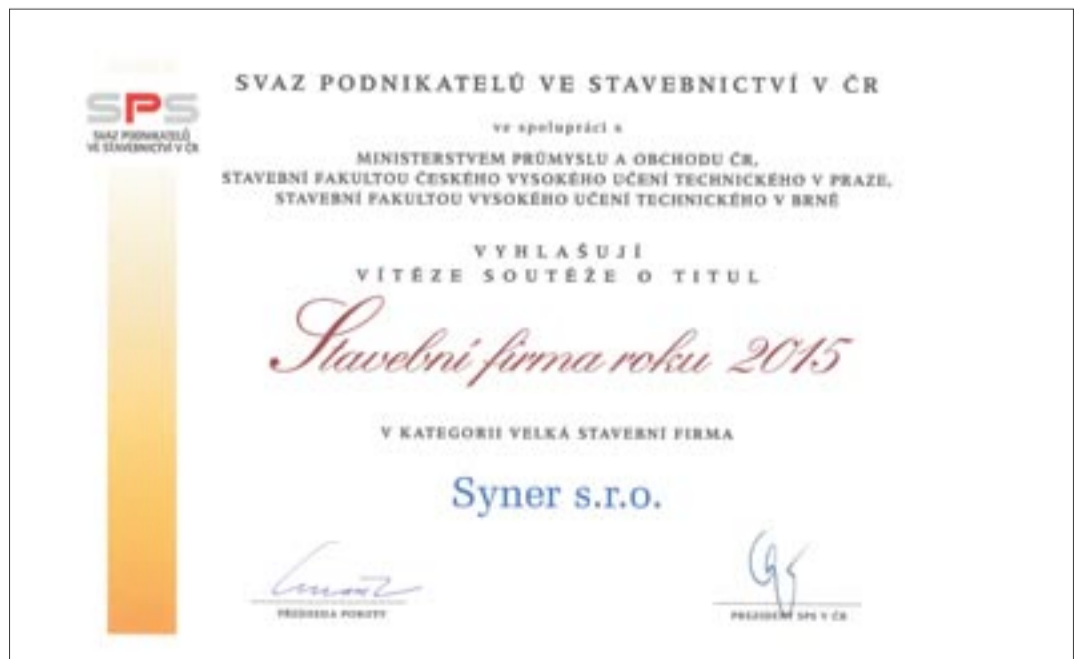 SPS
SVAZ PODNIKATELŮ
VE STAVEBNICTVÍ V ČR
SVAZ PODNIKATELŮ VE STAVEBNICTVÍ V ČR
ve spolupráci s
MINISTERSTVEM PRŮMYSLU A OBCHODU ČR,
STAVEBNÍ FAKULTOU ČESKÉHO VYSOKÉHO UČENÍ TECHNICKÉHO V PRAZE,
STAVEBNÍ FAKULTOU VYSOKÉHO UČENÍ TECHNICKÉHO V BRNĚ
VYHLAŠUJÍ
VÍTĚZE SOUTĚŽE O TITUL
Stavební firma roku 2015
V KATEGORII VELKÁ STAVEBNÍ FIRMA
Syner s.r.o.
PŘEDSEDA POROTY
PREZIDENT SPS V ČR